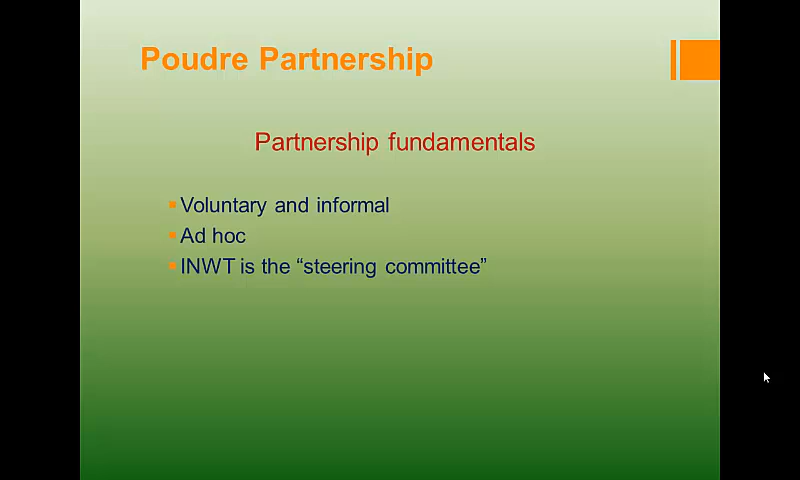 Poudre Partnership
Partnership fundamentals
Voluntary and informal
Ad hoc
INWT is the “steering committee”